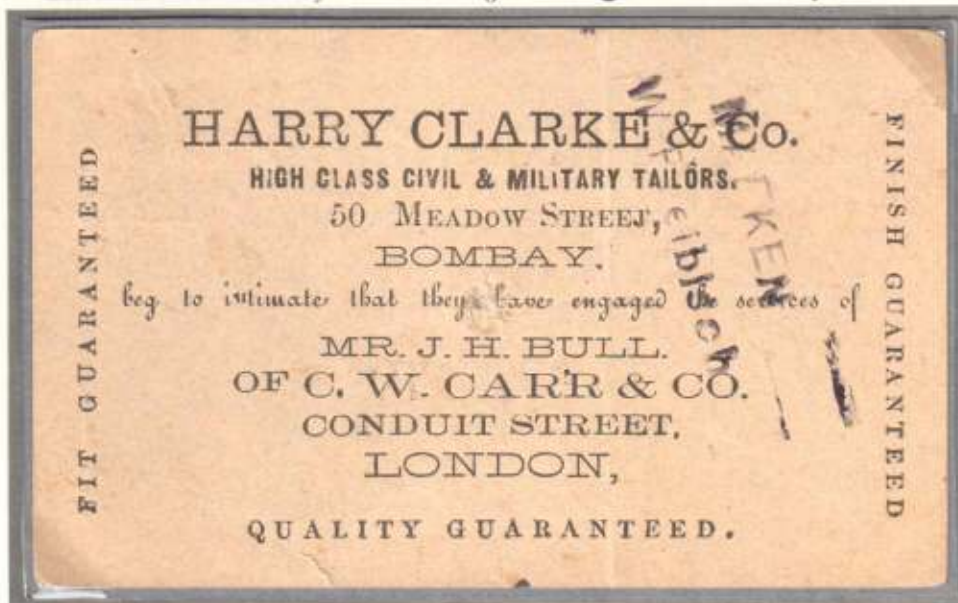 FIT GUARANTEED
HARRY CLARKE & Co.
HIGH CLASS CIVIL & MILITARY TAILORS.
50 MEADOW STREET,
BOMBAY.
beg to intimate that they have engaged the services of
MR. J. H. BULL.
OF C. W. CARR & CO.
CONDUIT STREET,
LONDON,
QUALITY GUARANTEED.
FINISH GUARANTEED